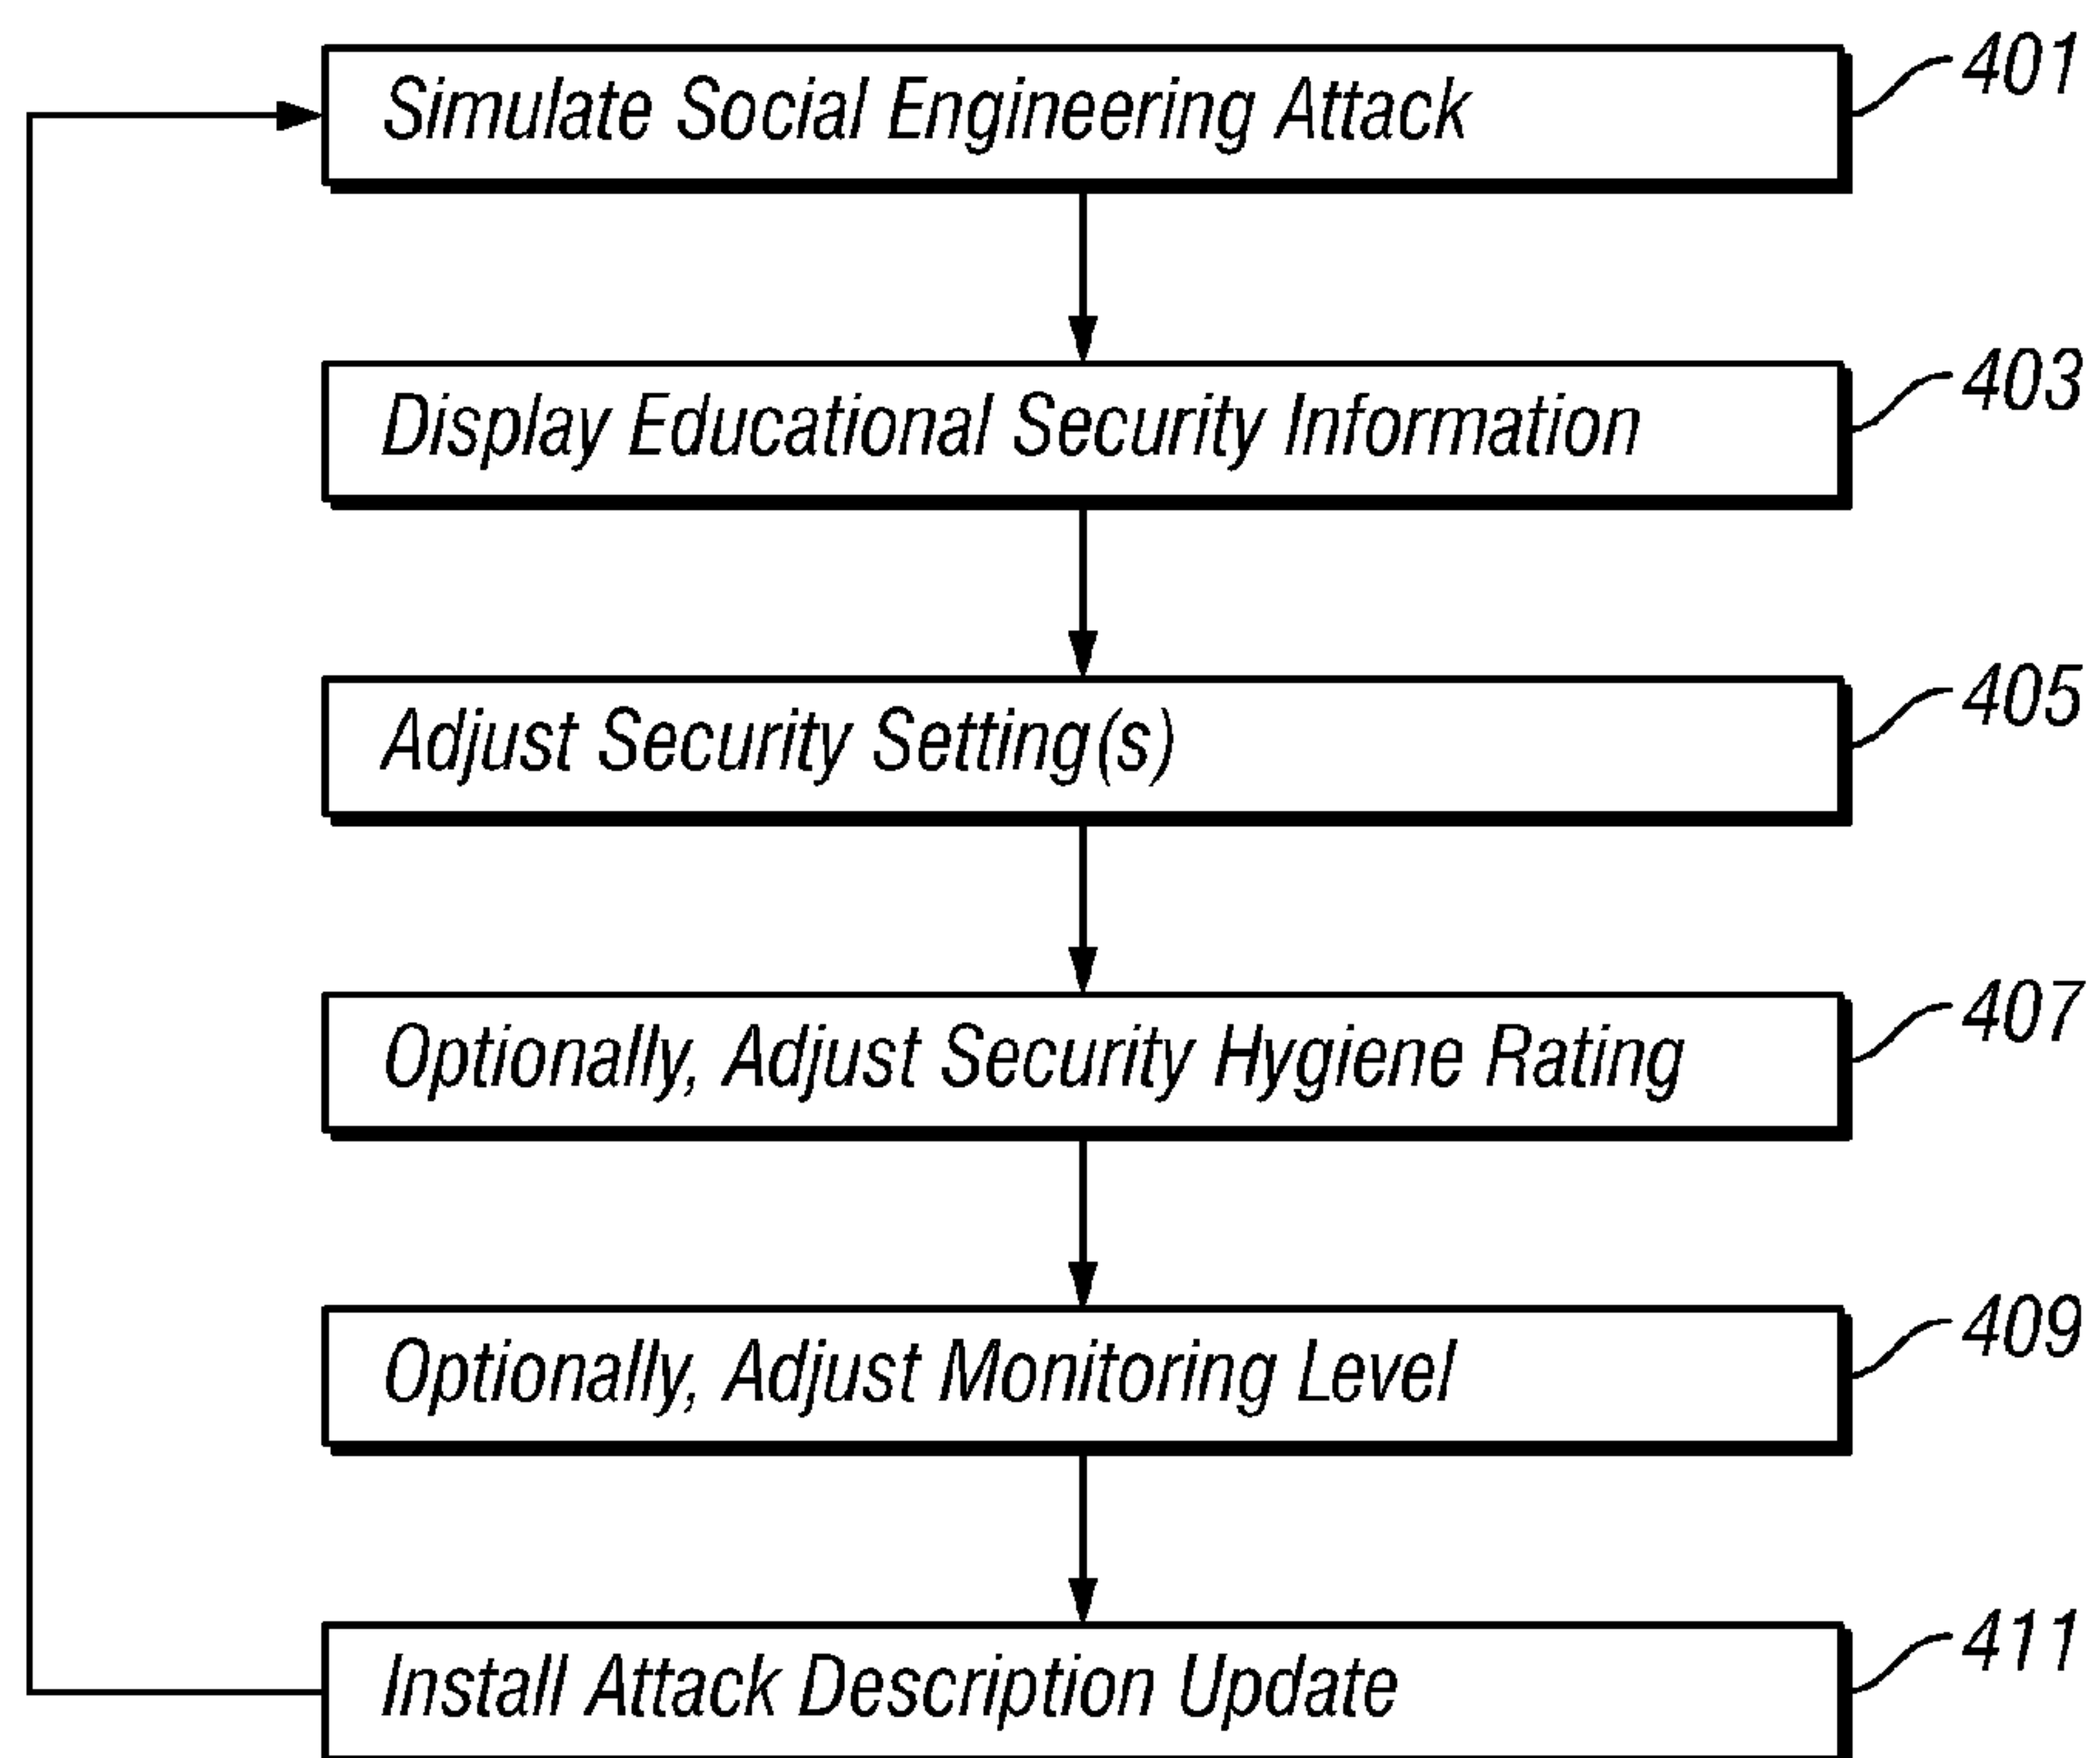 Simulate Social Engineering Attack
401
Display Educational Security Information
403
Adjust Security Setting(s)
405
Optionally, Adjust Security Hygiene Rating
407
Optionally, Adjust Monitoring Level
409
Install Attack Description Update
411